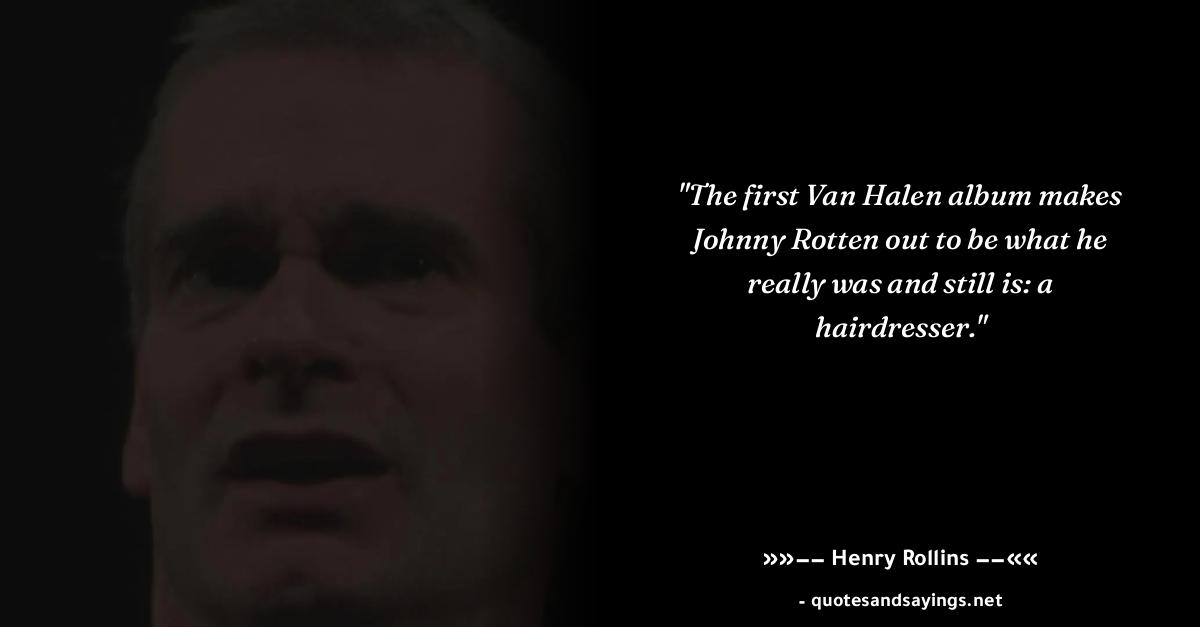 "The first Van Halen album makes
Johnny Rotten out to be what he
really was and still is: a
hairdresser."
»»—— Henry Rollins ——««
- quotesandsayings.net